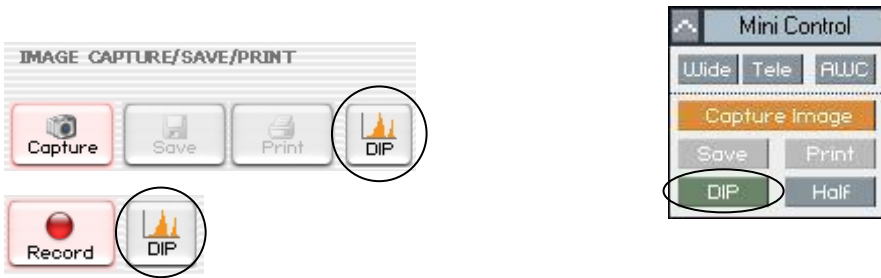 IMAGE CAPTURE/SAVE/PRINT
Capture Save Print DIP
Record DIP
Mini Control
Wide Tele AWC
Capture Image
Save Print
DIP Half